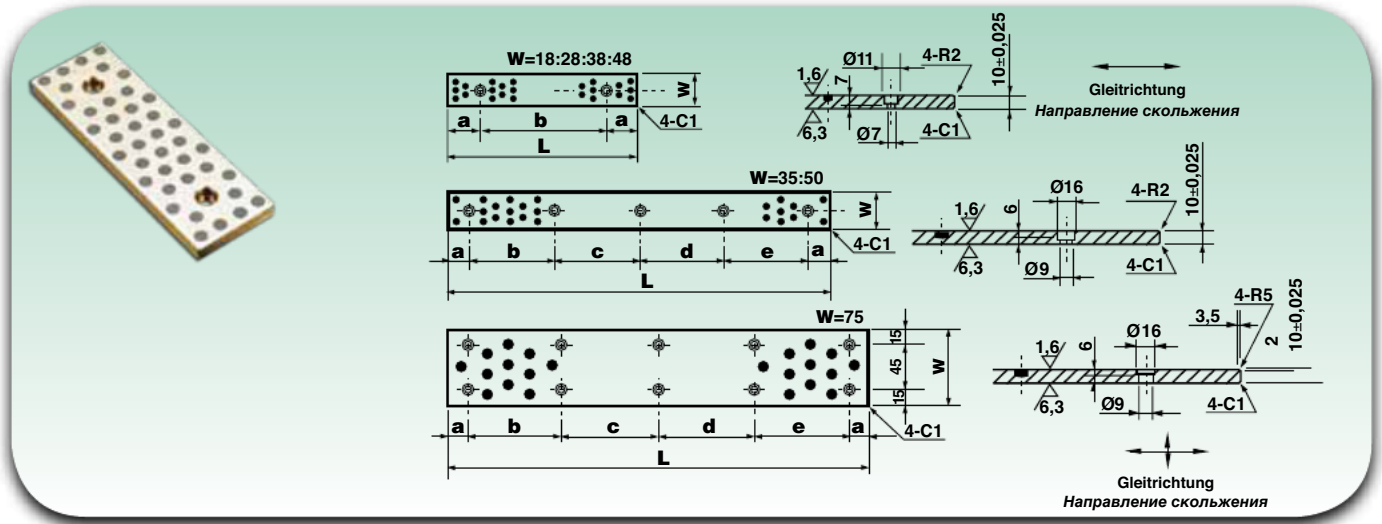 W=18:28:38:48
W
a b a
4-C1
L
Ø11
4-R2
1,6
7
10±0,025
6,3
Ø7
4-C1
Gleitrichtung
Направление скольжения
W=35:50
W
4-C1
a b c d e a
L
Ø16
4-R2
1,6
6
10±0,025
6,3
Ø9
4-C1
W=75
15
45
15
W
4-C1
a b c d e a
L
4-R5
3,5
Ø16
2
10±0,025
1,6
6
6,3
Ø9
4-C1
Gleitrichtung
Направление скольжения